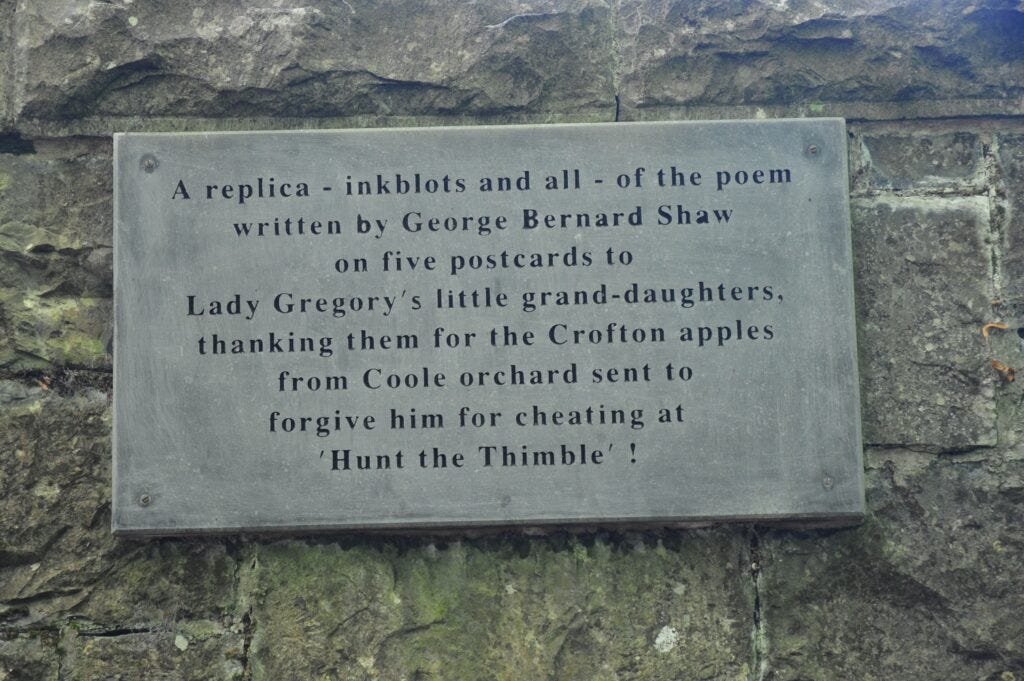 A replica - inkblots and all - of the poem
written by George Bernard Shaw
on five postcards to
Lady Gregory's little grand-daughters,
thanking them for the Crofton apples
from Coole orchard sent to
forgive him for cheating at
'Hunt the Thimble' !